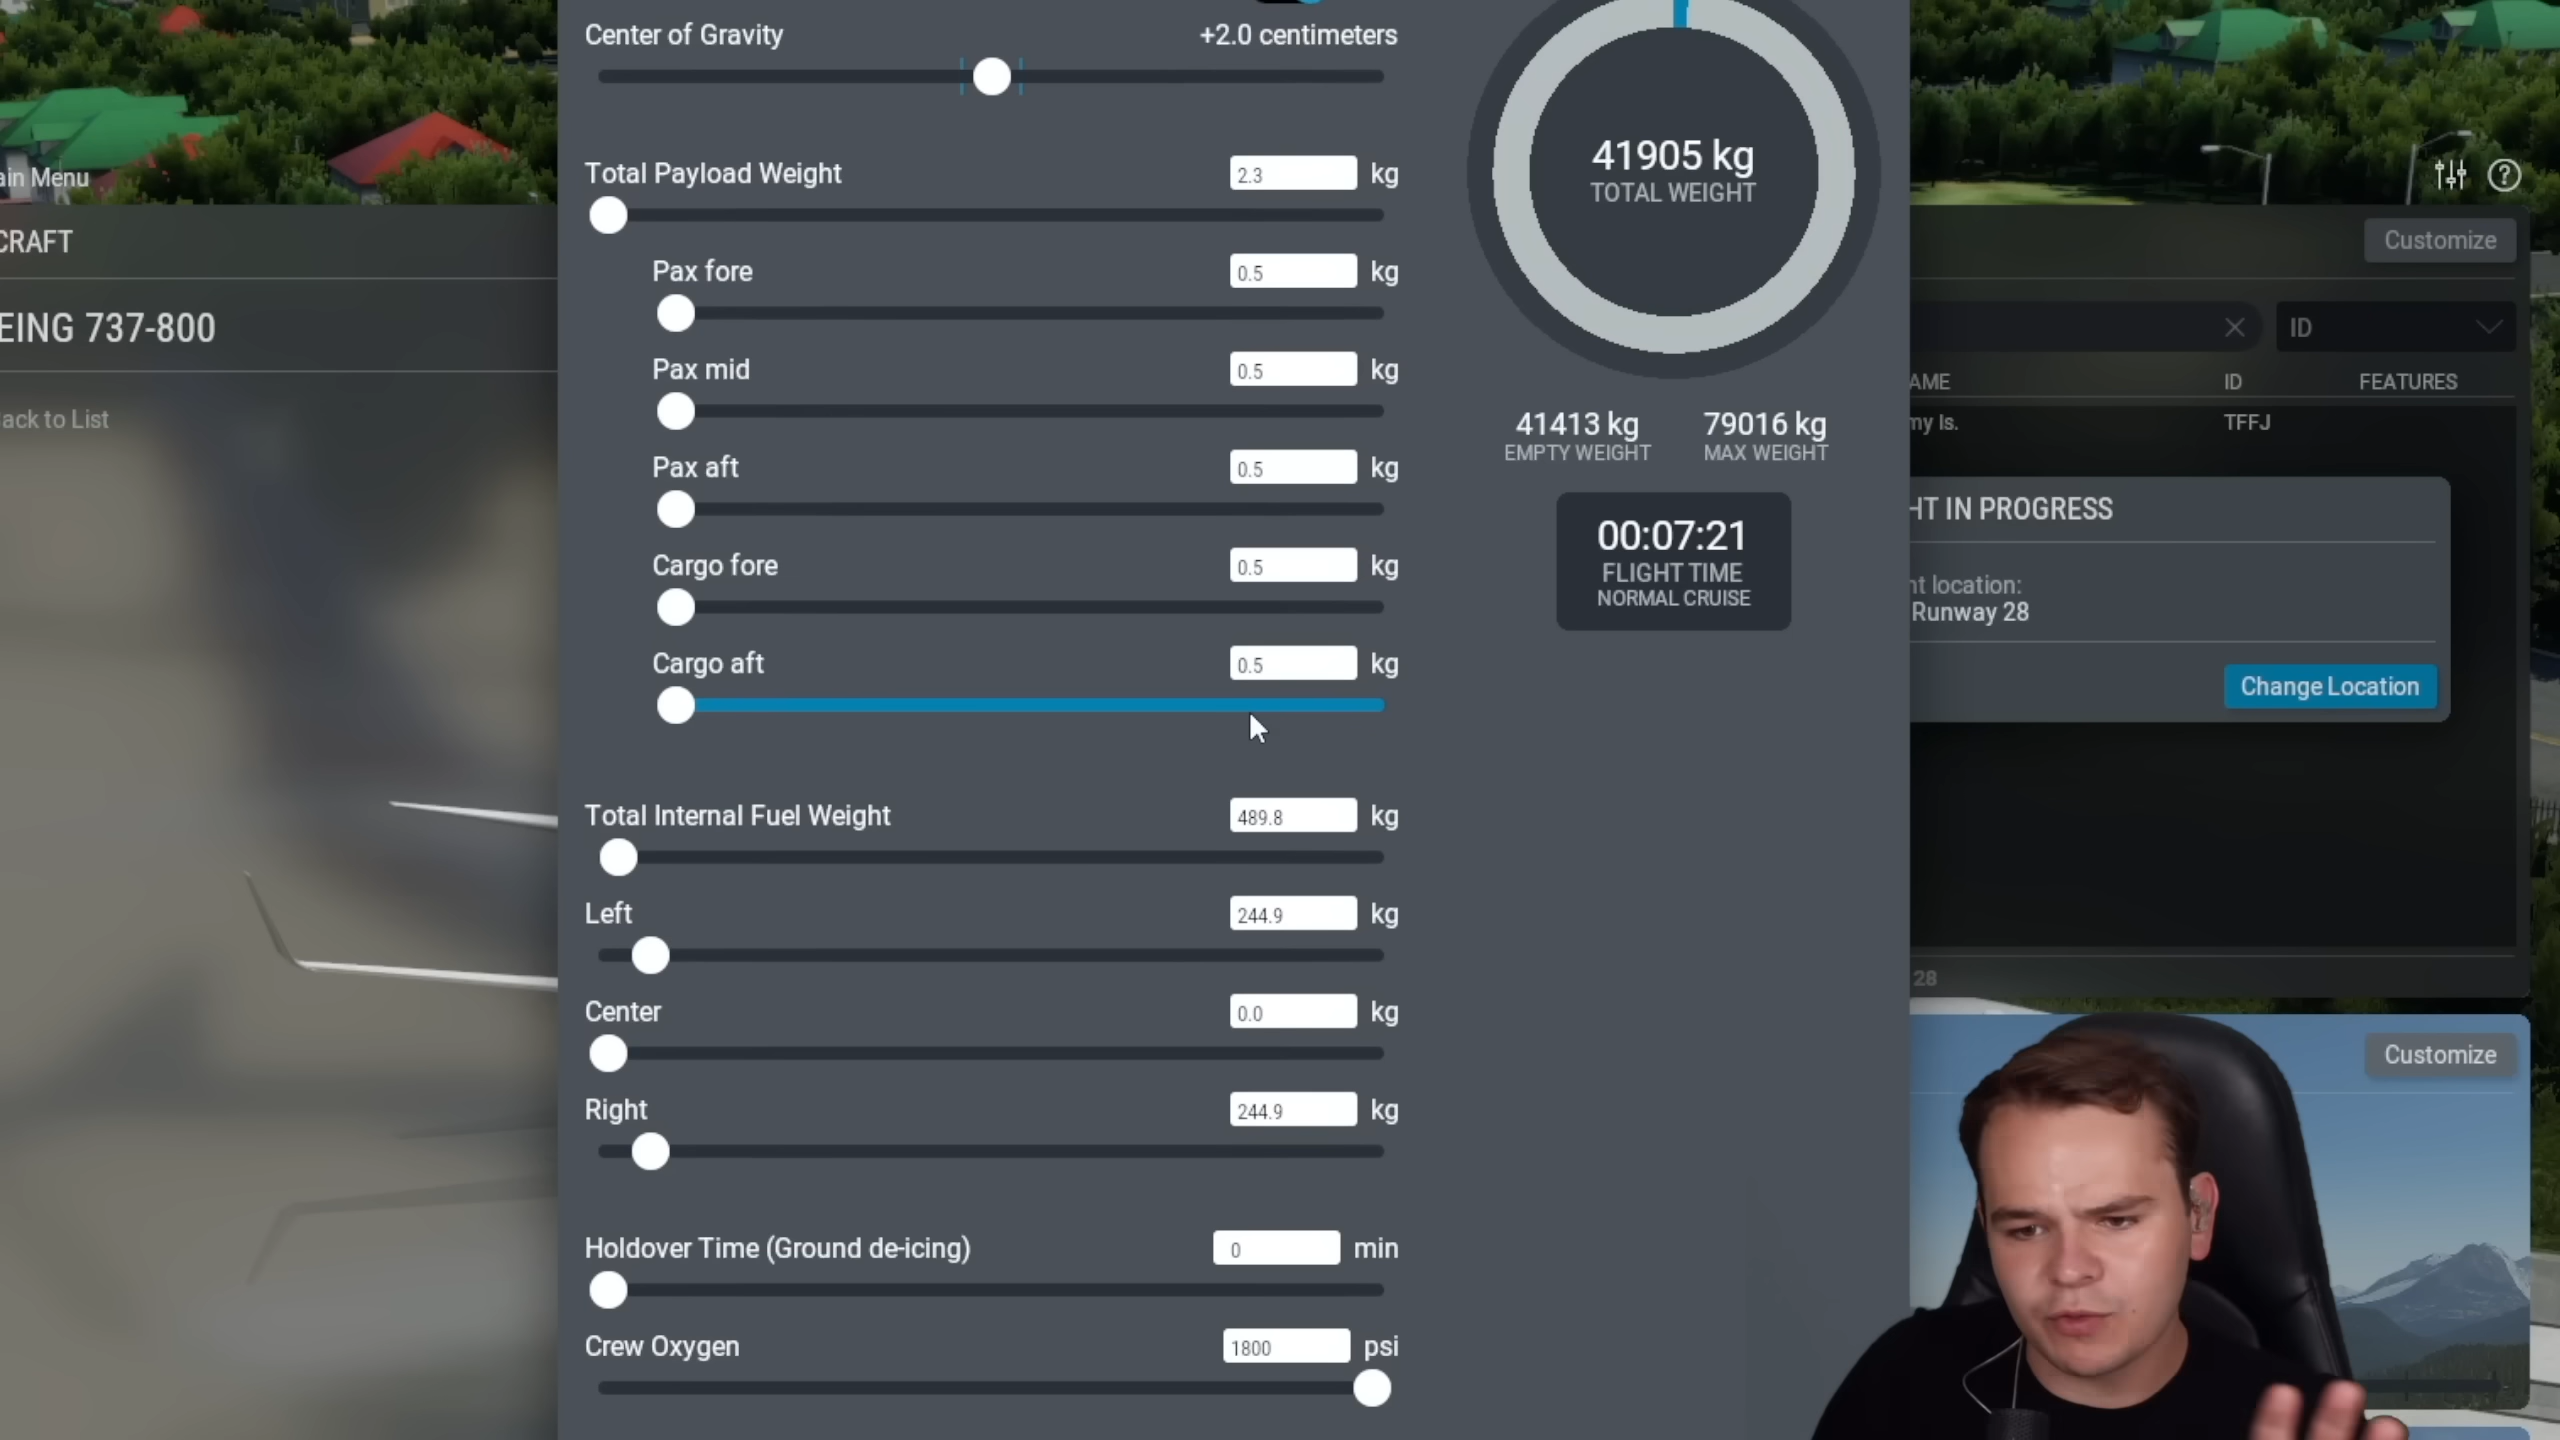 Center of Gravity +2.0 centimeters
Total Payload Weight 2.3 kg
Pax fore 0.5 kg
Pax mid 0.5 kg
Pax aft 0.5 kg
Cargo fore 0.5 kg
Cargo aft 0.5 kg
Total Internal Fuel Weight 489.8 kg
Left 244.9 kg
Center 0.0 kg
Right 244.9 kg
Holdover Time (Ground de-icing) 0 min
Crew Oxygen 1800 psi
41905 kg
TOTAL WEIGHT
41413 kg 79016 kg
EMPTY WEIGHT MAX WEIGHT
00:07:21
FLIGHT TIME
NORMAL CRUISE
ain Menu
CRAFT
EING 737-800
ack to List
Customize
ID
AME ID FEATURES
my Is. TFFJ
HT IN PROGRESS
nt location:
Runway 28
Change Location
28
Customize